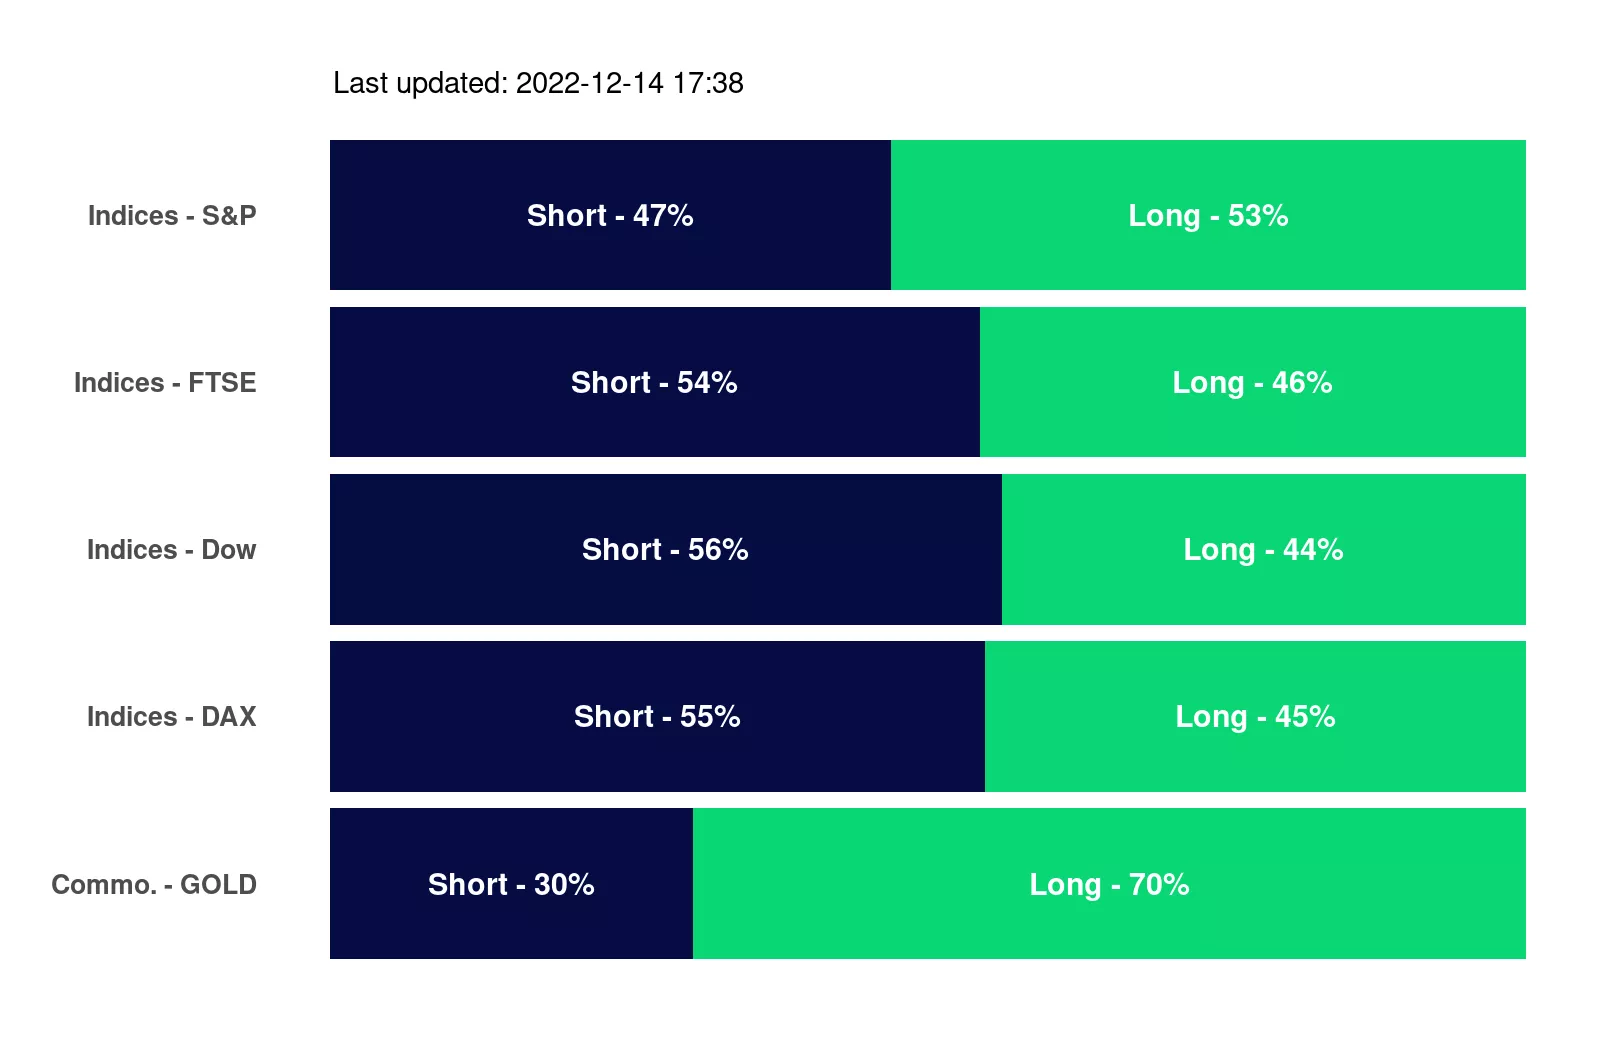 Last updated: 2022-12-14 17:38
Indices - S&P Short - 47% Long - 53%
Indices - FTSE Short - 54% Long - 46%
Indices - Dow Short - 56% Long - 44%
Indices - DAX Short - 55% Long - 45%
Commo. - GOLD Short - 30% Long - 70%